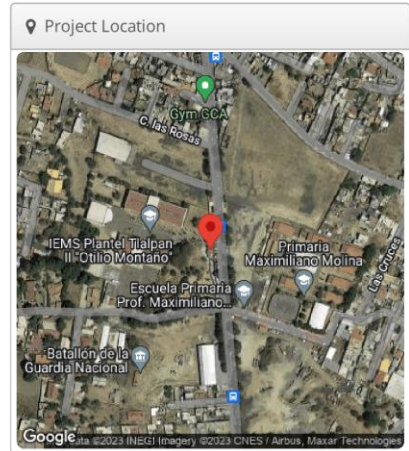 Project Location
Gym GCA
C. las Rosas
IEMS Plantel Tlalpan
II "Otilio Montaño"
Primaria
Maximiliano Molina
Las Cruces
Escuela Primaria
Prof. Maximiliano...
Batallón de la
Guardia Nacional
Google
ata ©2023 INEGI Imagery ©2023 CNES / Airbus, Maxar Technologies